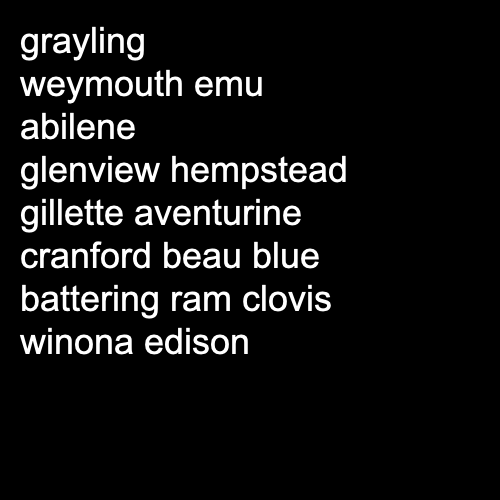 grayling
weymouth emu
abilene
glenview hempstead
gillette aventurine
cranford beau blue
battering ram clovis
winona edison